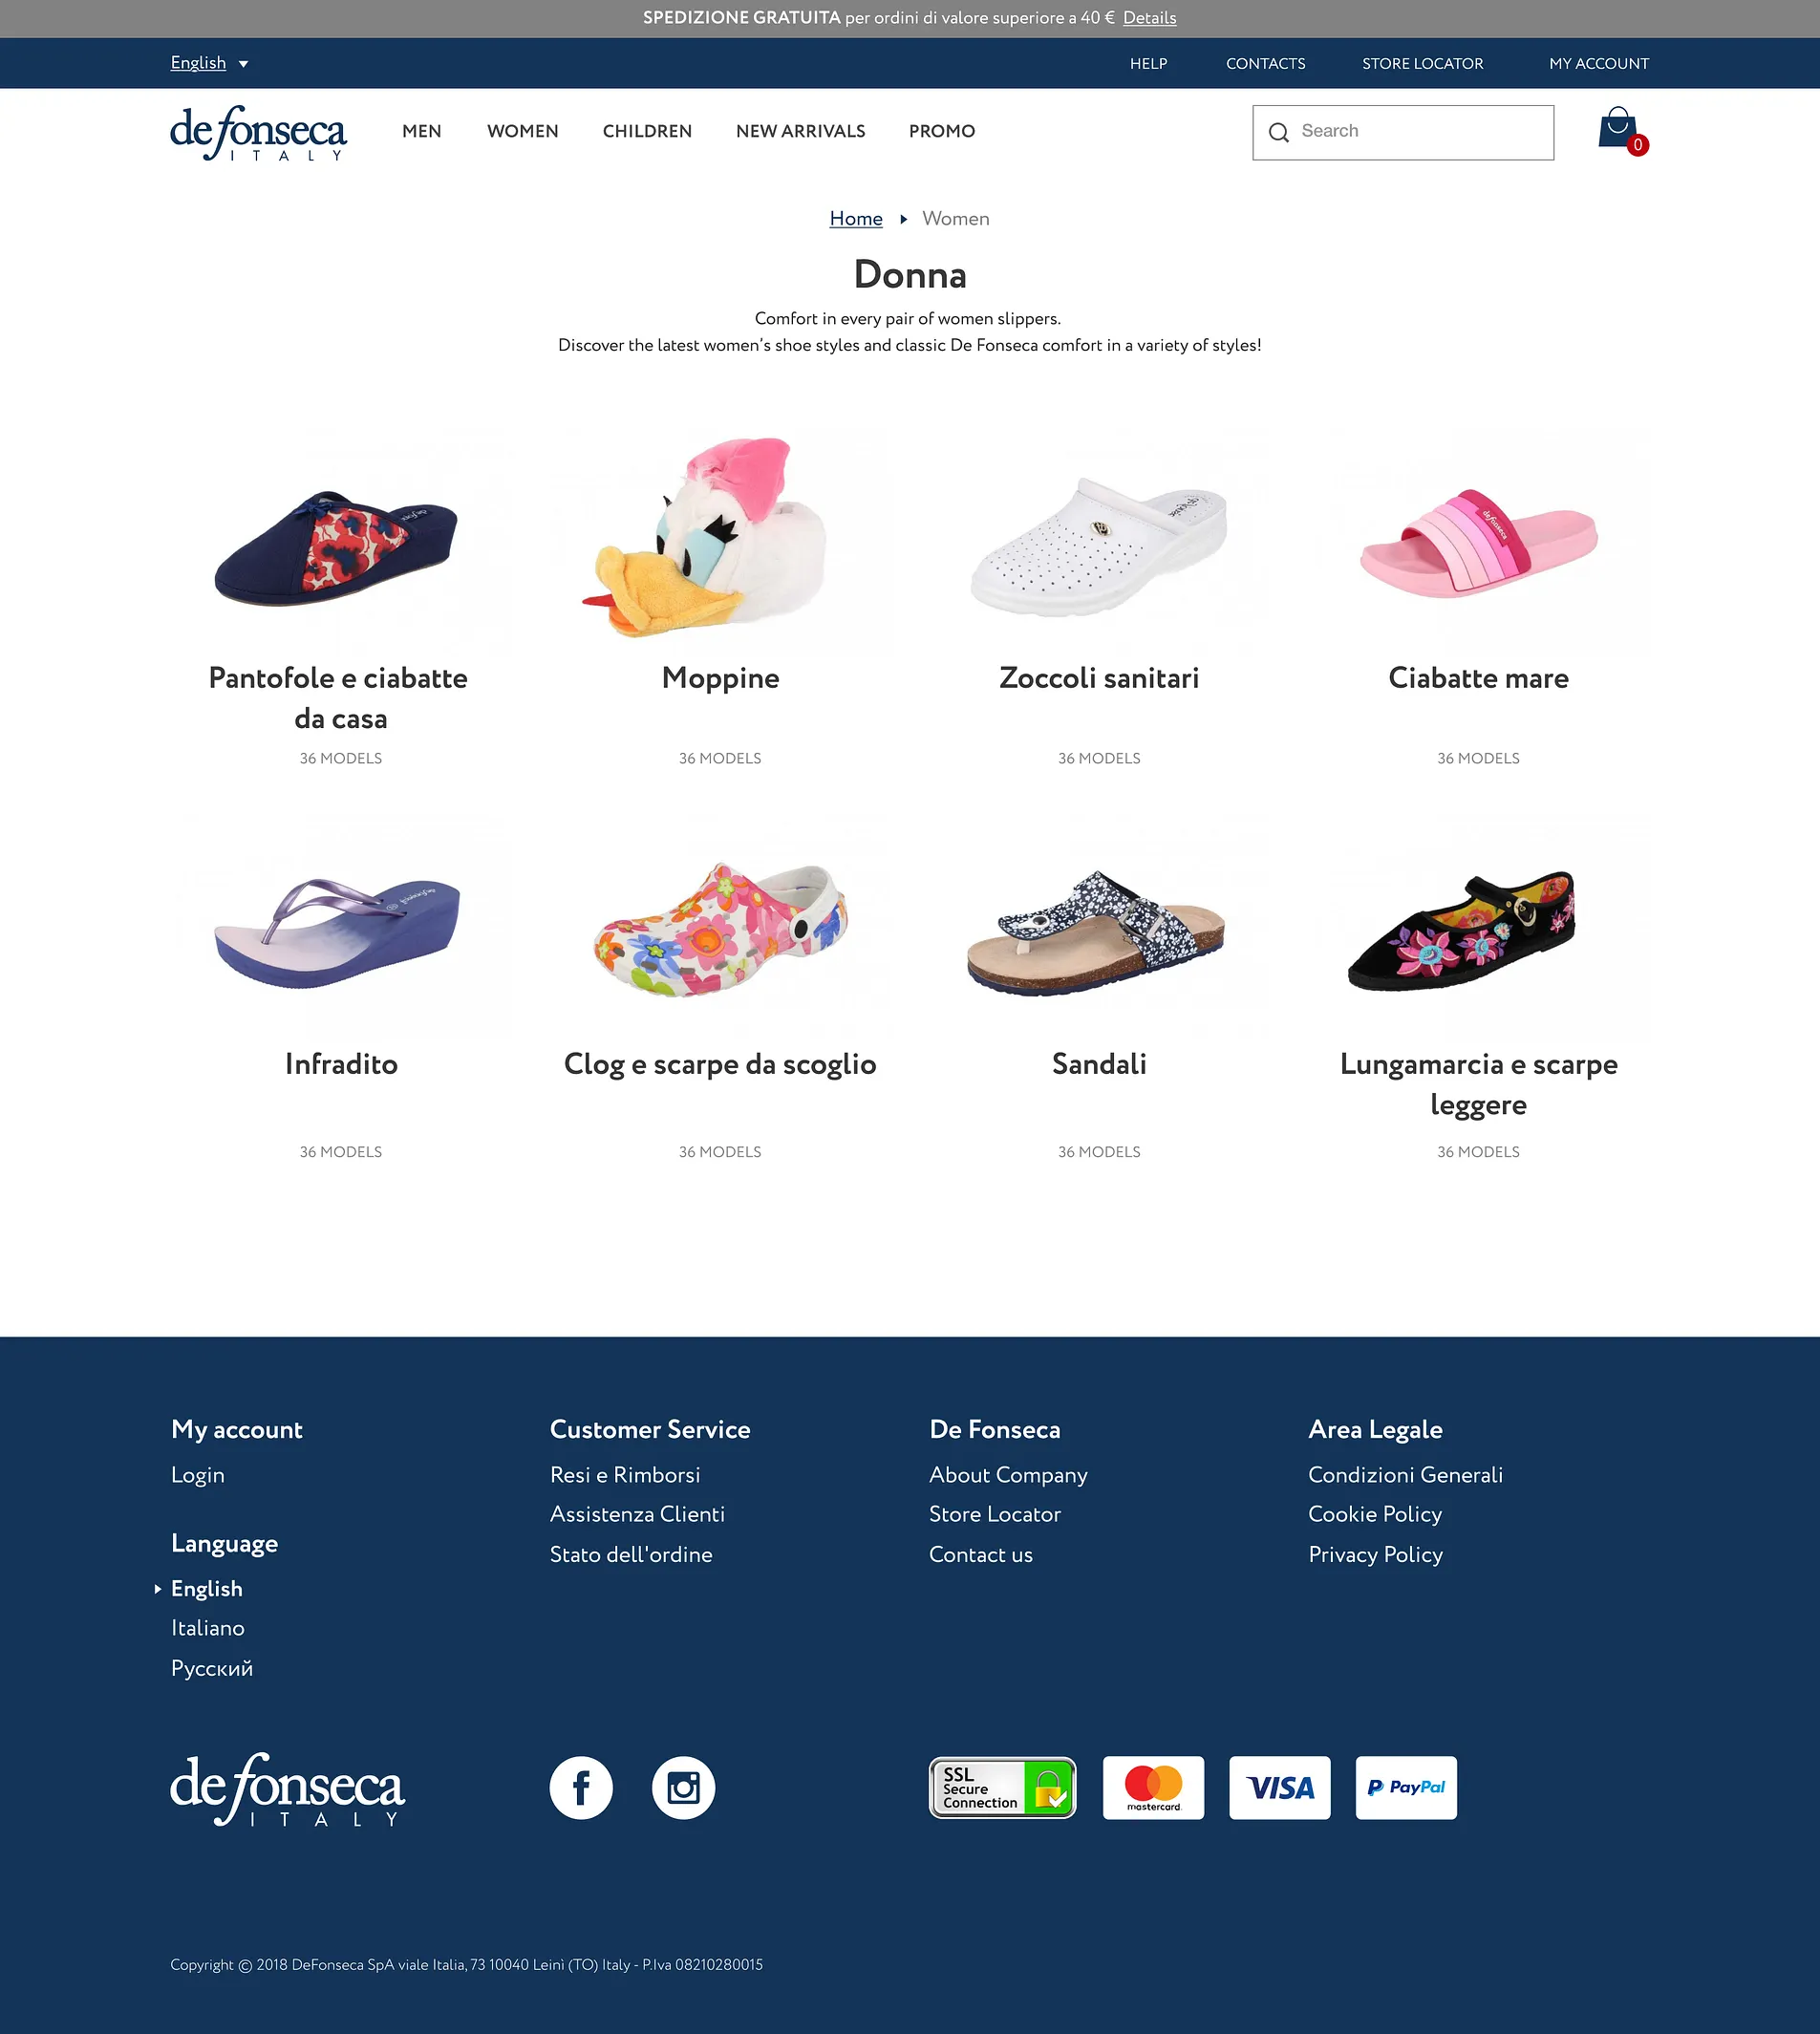 SPEDIZIONE GRATUITA per ordini di valore superiore a 40 € Details
English
HELP CONTACTS STORE LOCATOR MY ACCOUNT
de fonseca
ITALY
MEN WOMEN CHILDREN NEW ARRIVALS PROMO
Search
0
Home Women
Donna
Comfort in every pair of women slippers.
Discover the latest women’s shoe styles and classic De Fonseca comfort in a variety of styles!
defonseca
Pantofole e ciabatte
da casa
36 MODELS
Moppine
36 MODELS
Zoccoli sanitari
36 MODELS
Ciabatte mare
36 MODELS
defonseca
Infradito
36 MODELS
Clog e scarpe da scoglio
36 MODELS
Sandali
36 MODELS
Lungamarcia e scarpe
leggere
36 MODELS
My account
Login
Language
English
Italiano
Русский
Customer Service
Resi e Rimborsi
Assistenza Clienti
Stato dell'ordine
De Fonseca
About Company
Store Locator
Contact us
Area Legale
Condizioni Generali
Cookie Policy
Privacy Policy
de fonseca
ITALY
SSL
Secure
Connection
mastercard.
VISA
PayPal
Copyright © 2018 DeFonseca SpA viale Italia, 73 10040 Leinì (TO) Italy - P.Iva 08210280015